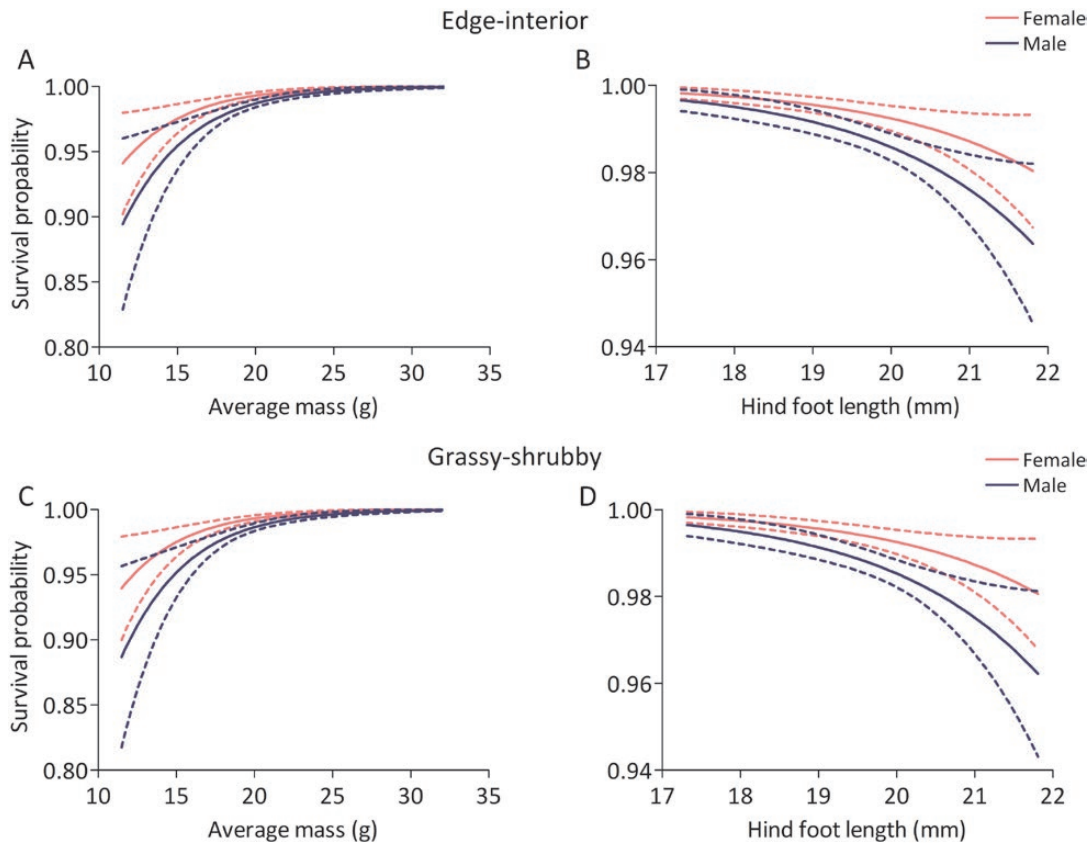 Edge-interior
Female
Male
A
B
1.00
0.95
0.90
0.85
0.80
Survival propability
10 15 20 25 30 35
Average mass (g)
1.00
0.98
0.96
0.94
17 18 19 20 21 22
Hind foot length (mm)
Grassy-shrubby
Female
Male
C
D
1.00
0.95
0.90
0.85
0.80
Survival probability
10 15 20 25 30 35
Average mass (g)
1.00
0.98
0.96
0.94
17 18 19 20 21 22
Hind foot length (mm)